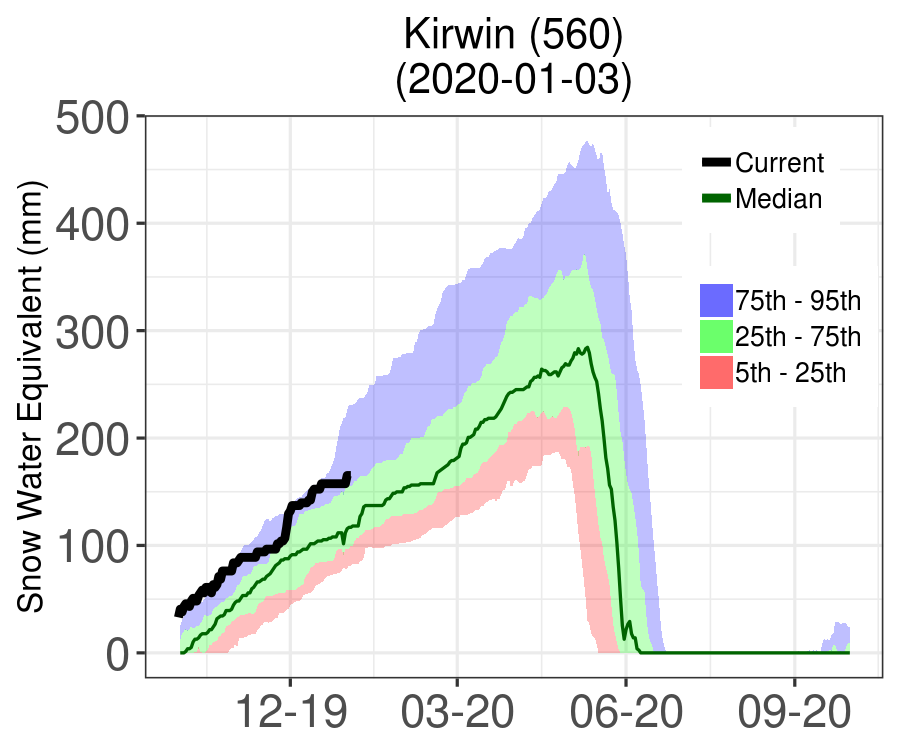 Kirwin (560)
(2020-01-03)
Snow Water Equivalent (mm)
500
400
300
200
100
0
12-19 03-20 06-20 09-20
Current
Median
75th - 95th
25th - 75th
5th - 25th